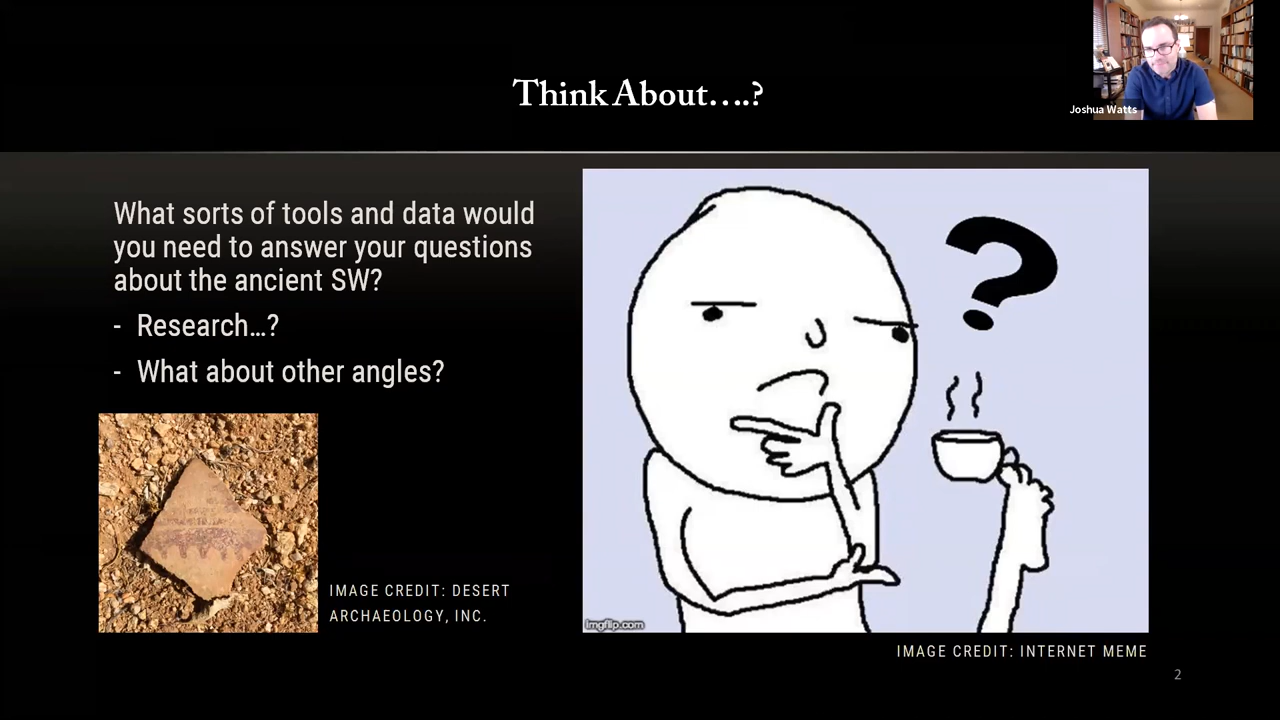 Think About....?
Joshua Watts
What sorts of tools and data would
you need to answer your questions
about the ancient SW?
- Research...?
- What about other angles?
IMAGE CREDIT: DESERT
ARCHAEOLOGY, INC.
?
imgflip.com
IMAGE CREDIT: INTERNET MEME
2